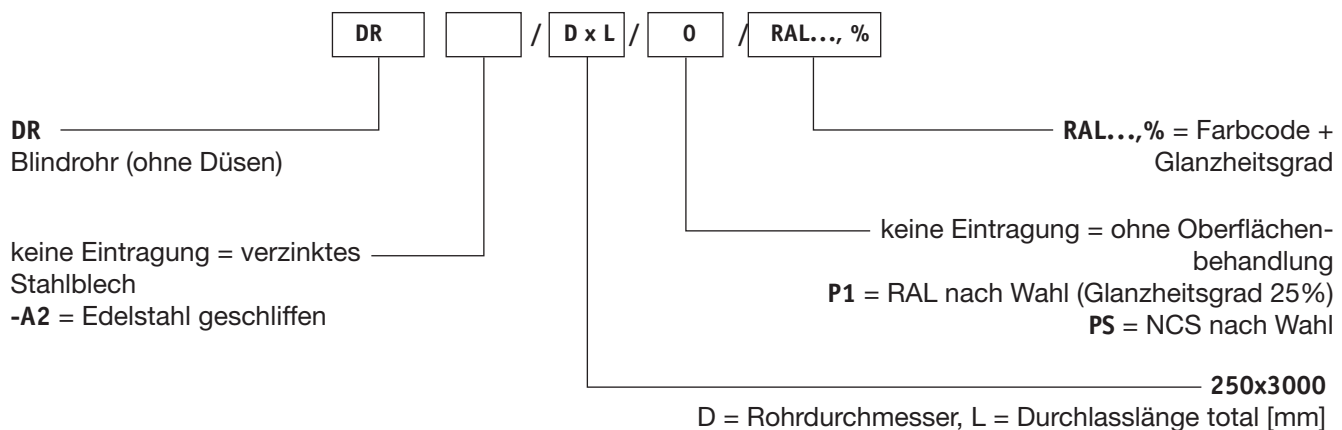 DR / D x L / 0 / RAL..., %
DR
Blindrohr (ohne Düsen)
keine Eintragung = verzinktes
Stahlblech
-A2 = Edelstahl geschliffen
RAL...,% = Farbcode +
Glanzheitsgrad
keine Eintragung = ohne Oberflächen-
behandlung
P1 = RAL nach Wahl (Glanzheitsgrad 25%)
PS = NCS nach Wahl
250x3000
D = Rohrdurchmesser, L = Durchlasslänge total [mm]